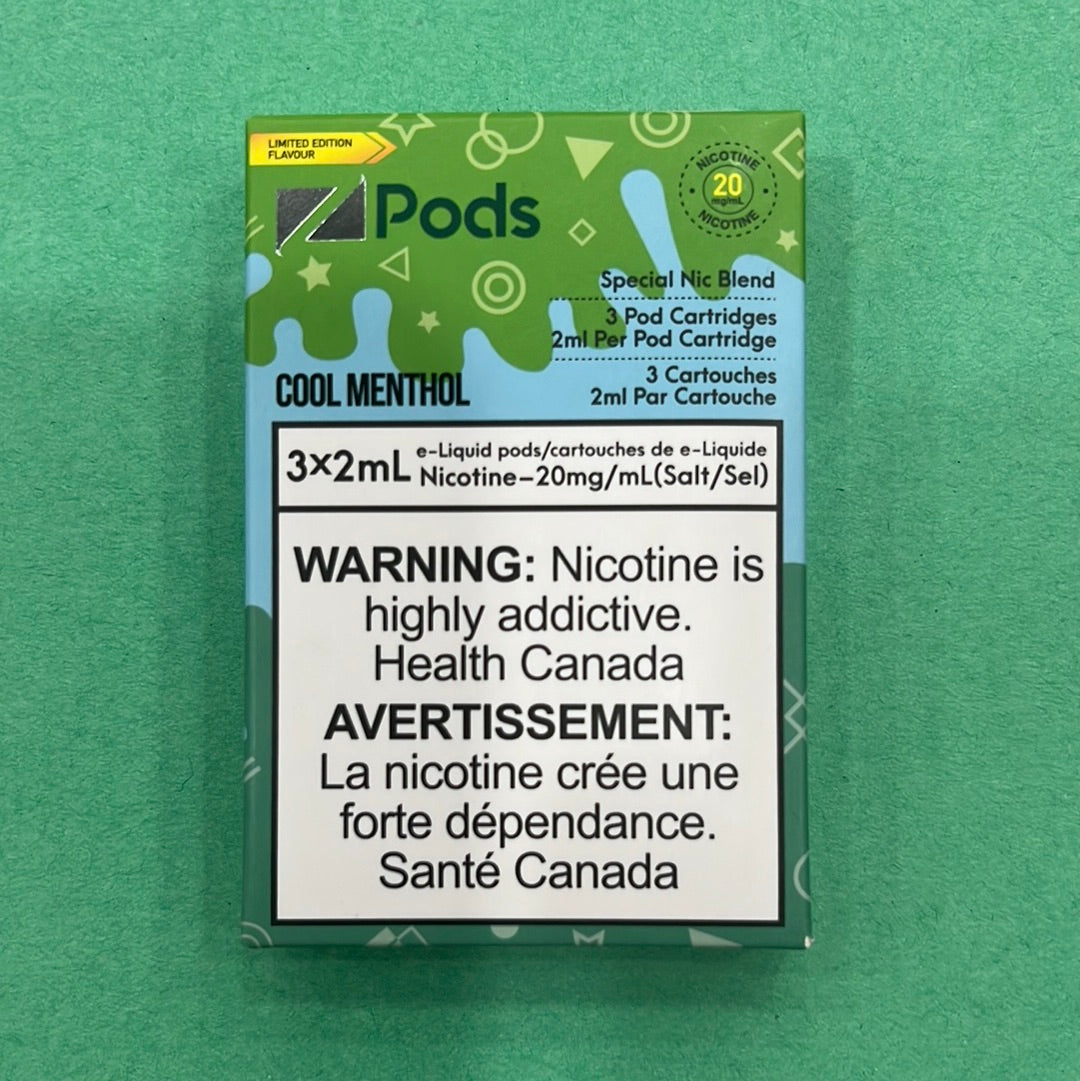 LIMITED EDITION
FLAVOUR
Z Pods
NICOTINE
20
mg/mL
NICOTINE
Special Nic Blend
3 Pod Cartridges
2ml Per Pod Cartridge
3 Cartouches
2ml Par Cartouche
COOL MENTHOL
3×2mL e-Liquid pods/cartouches de e-Liquide
Nicotine–20mg/mL(Salt/Sel)
WARNING: Nicotine is
highly addictive.
Health Canada
AVERTISSEMENT:
La nicotine crée une
forte dépendance.
Santé Canada